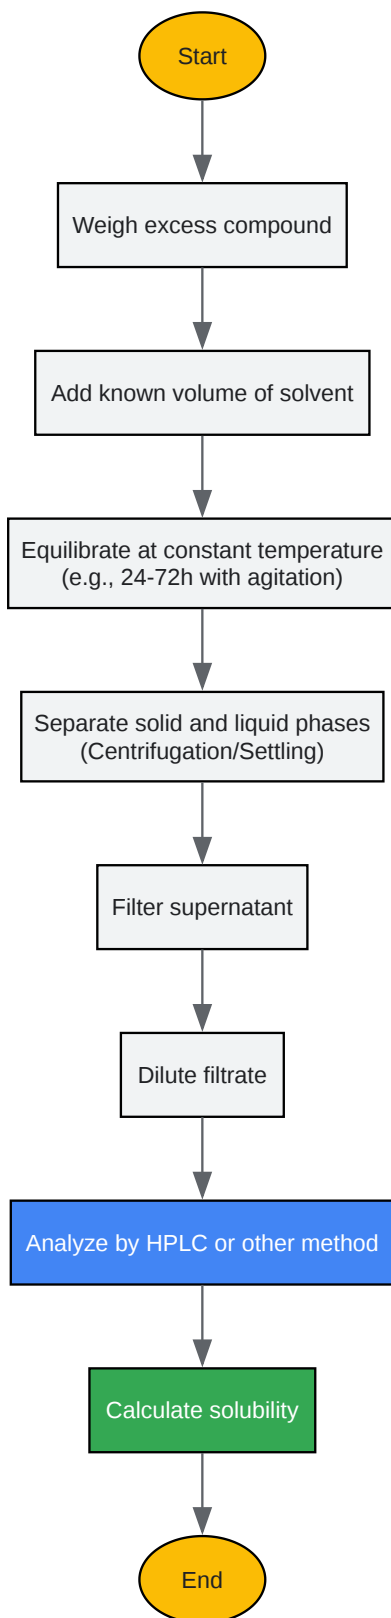 Start
Weigh excess compound
Add known volume of solvent
Equilibrate at constant temperature
(e.g., 24-72h with agitation)
Separate solid and liquid phases
(Centrifugation/Settling)
Filter supernatant
Dilute filtrate
Analyze by HPLC or other method
Calculate solubility
End